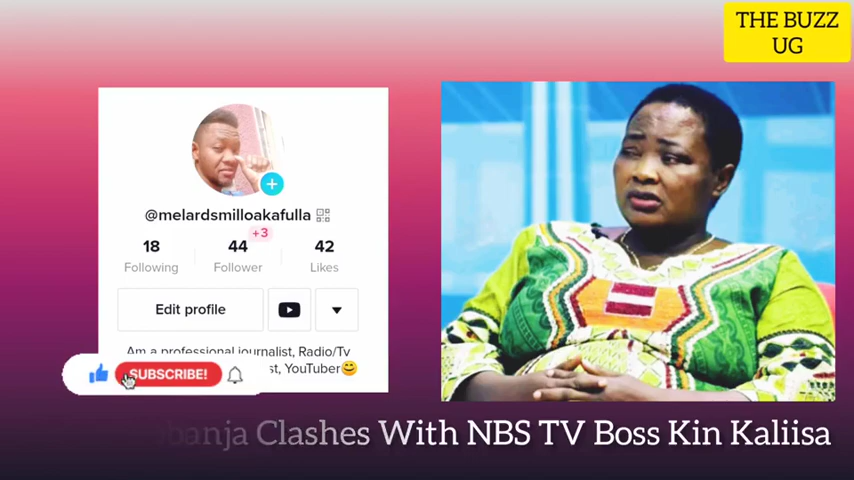 THE BUZZ
UG
@melardsmilloakafulla
+3
18
44
42
Following
Follower
Likes
Edit profile
Am a professional journalist, Radio/Tv
SUBSCRIBE!
st, YouTuber😊
Clashes With NBS TV Boss Kin Kaliisa